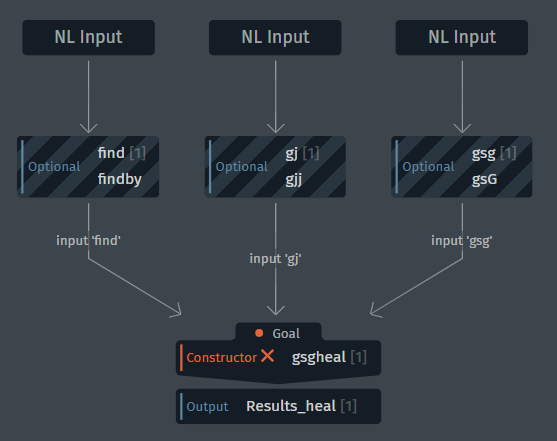 NL Input
NL Input
NL Input
Optional
find [1]
findby
Optional
gj [1]
gjj
Optional
gsg [1]
gsG
input 'find'
input 'gj'
input 'gsg'
Goal
Constructor gsgheal [1]
Output Results_heal [1]